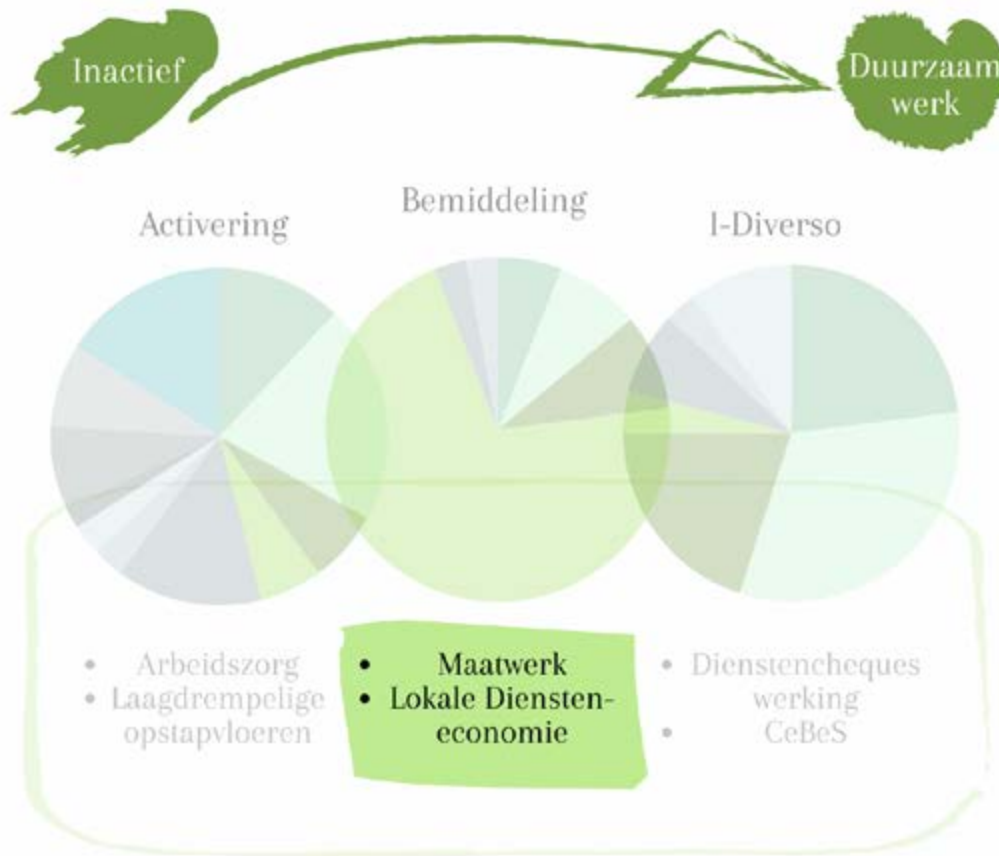 Inactief
Duurzaam
werk
Activering
Bemiddeling
I-Diverso
• Arbeidszorg
• Laagdrempelige
opstapvloeren
• Maatwerk
• Lokale Diensten-
economie
• Dienstencheques
werking
• CeBeS